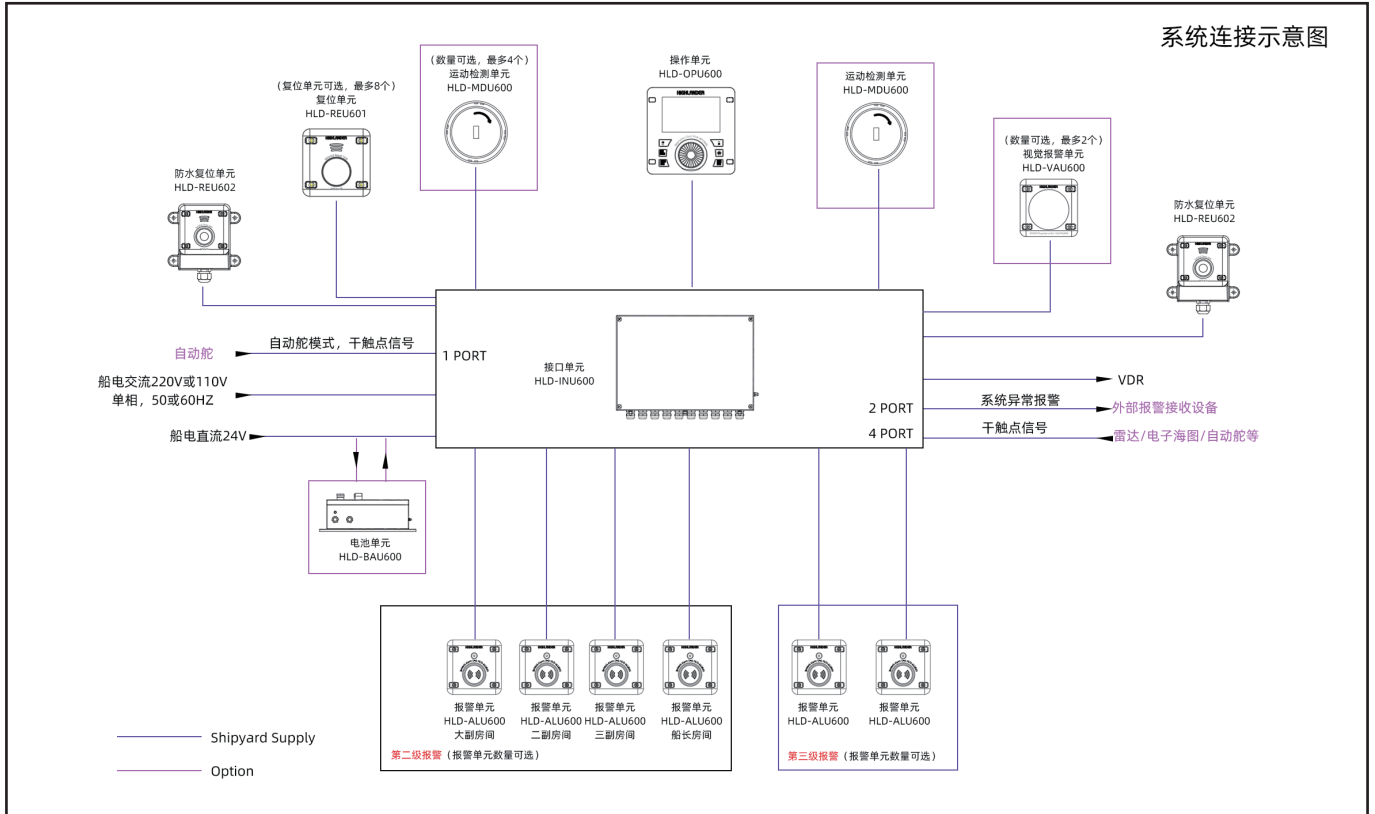 系统连接示意图
(数量可选，最多4个)
运动检测单元
HLD-MDU600
操作单元
HLD-OPU600
HIGHLANDER
运动检测单元
HLD-MDU600
(复位单元可选，最多8个)
复位单元
HLD-REU601
(数量可选，最多2个)
视觉报警单元
HLD-VAU600
防水复位单元
HLD-REU602
防水复位单元
HLD-REU602
自动舵
自动舵模式，干触点信号
1 PORT
船电交流220V或110V
单相，50或60HZ
船电直流24V
接口单元
HLD-INU600
VDR
2 PORT
系统异常报警
外部报警接收设备
4 PORT
干触点信号
雷达/电子海图/自动舵等
电池单元
HLD-BAU600
报警单元
HLD-ALU600
大副房间
报警单元
HLD-ALU600
二副房间
报警单元
HLD-ALU600
三副房间
报警单元
HLD-ALU600
船长房间
第二级报警（报警单元数量可选）
报警单元
HLD-ALU600
报警单元
HLD-ALU600
第三级报警（报警单元数量可选）
Shipyard Supply
Option